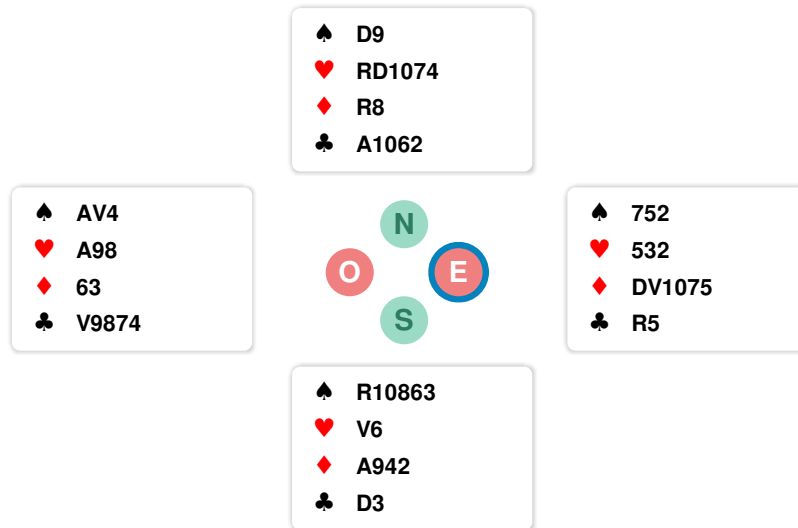 ♠ D9
♥ RD1074
♦ R8
♣ A1062
♠ AV4
♥ A98
♦ 63
♣ V9874
N
O E
S
♠ 752
♥ 532
♦ DV1075
♣ R5
♠ R10863
♥ V6
♦ A942
♣ D3